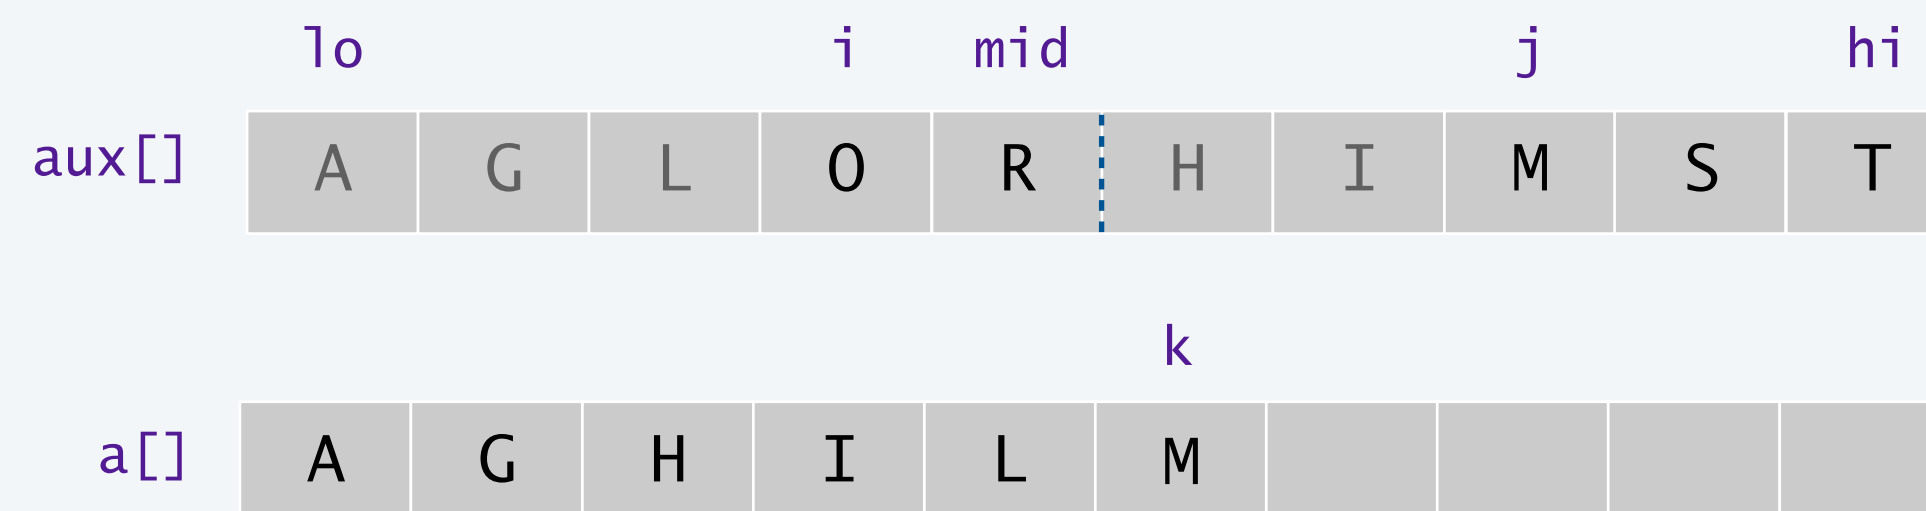 lo i mid j hi
aux[] A G L O R H I M S T
k
a[] A G H I L M